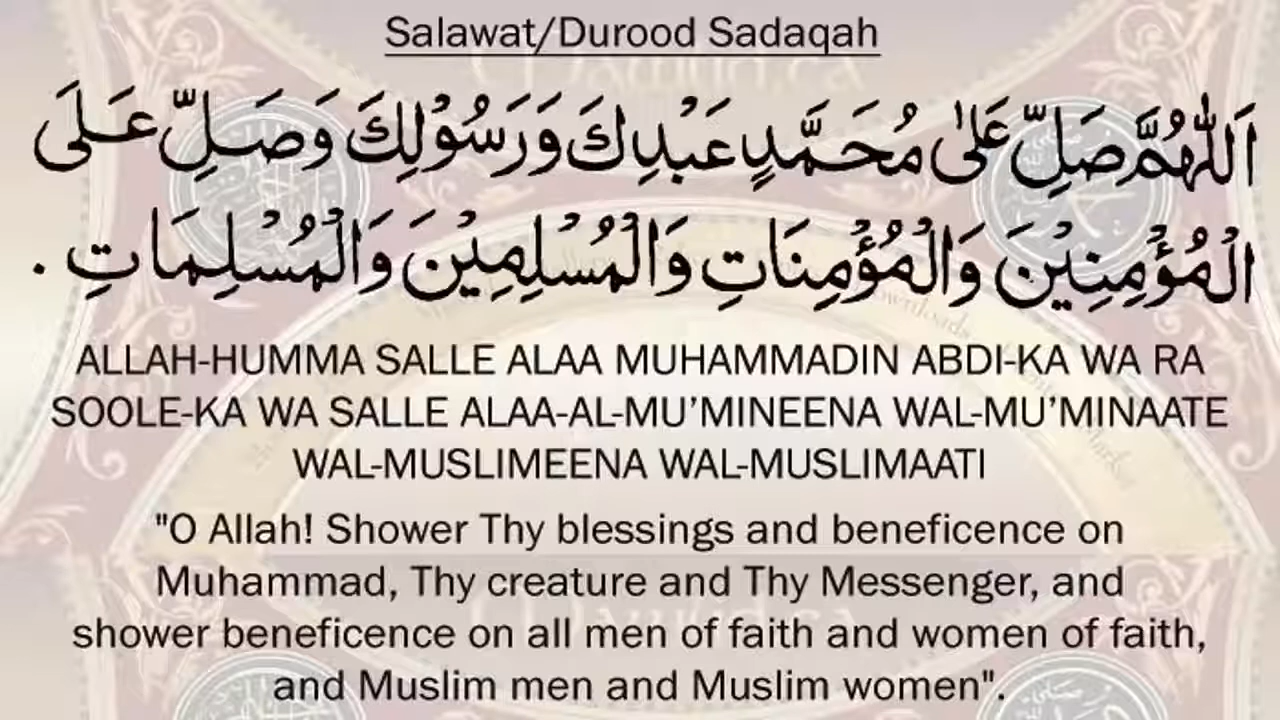 Salawat/Durood Sadaqah
اَللّٰهُمَّ صَلِّ عَلٰى مُحَمَّدٍ عَبْدِكَ وَرَسُوْلِكَ وَصَلِّ عَلَى
الْمُؤْمِنِيْنَ وَالْمُؤْمِنَاتِ وَالْمُسْلِمِيْنَ وَالْمُسْلِمَاتِ .
ALLAH-HUMMA SALLE ALAA MUHAMMADIN ABDI-KA WA RA
SOOLE-KA WA SALLE ALAA-AL-MU’MINEENA WAL-MU’MINAATE
WAL-MUSLIMEENA WAL-MUSLIMAATI
"O Allah! Shower Thy blessings and beneficence on
Muhammad, Thy creature and Thy Messenger, and
shower beneficence on all men of faith and women of faith,
and Muslim men and Muslim women".